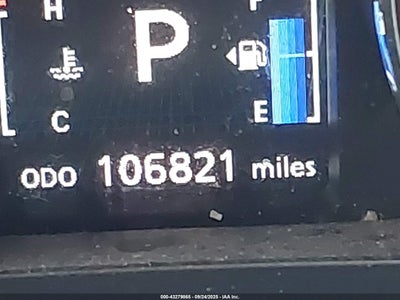 H
P
F
C
E
ODO 106821 miles
000-43279865 - 09/24/2025 - IAA Inc.